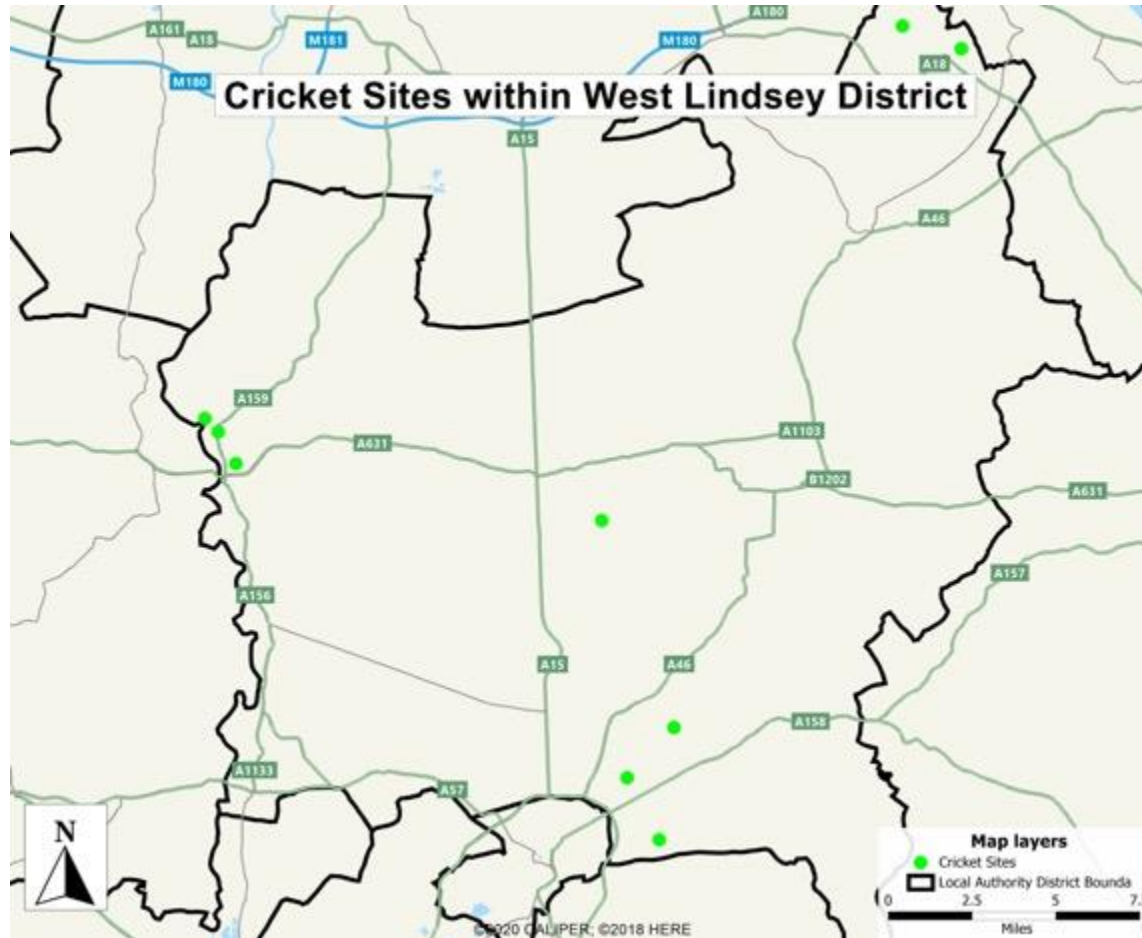 A180
A161
A18
M181
M180
A18
M180
Cricket Sites within West Lindsey District
A15
A46
A159
A1103
A631
B1202
A631
A157
A156
A15
A46
A158
A1133
A57
N
Map layers
Cricket Sites
Local Authority District Bounda
0 2.5 5 7.
Miles
©2020 CALIPER; ©2018 HERE